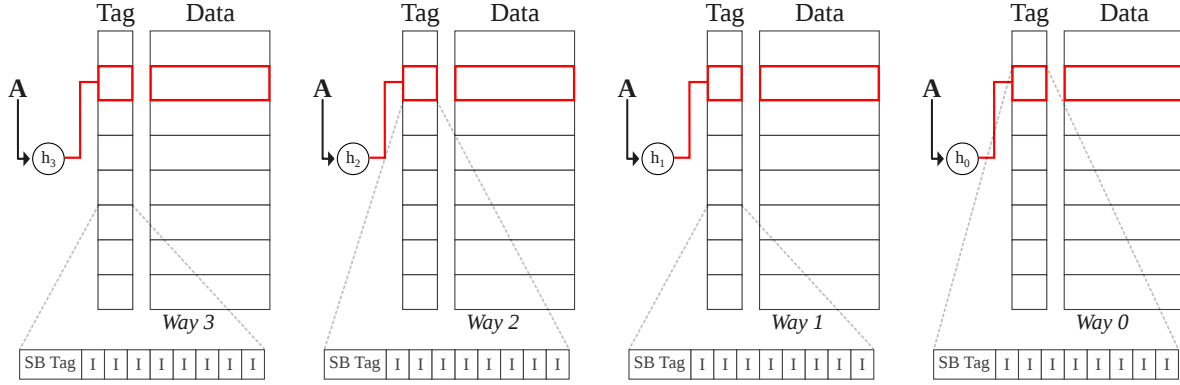 Tag Data Tag Data Tag Data Tag Data
A A A A
h3 h2 h1 h0
Way 3 Way 2 Way 1 Way 0
SB Tag I I I I I I I I SB Tag I I I I I I I I SB Tag I I I I I I I I SB Tag I I I I I I I I